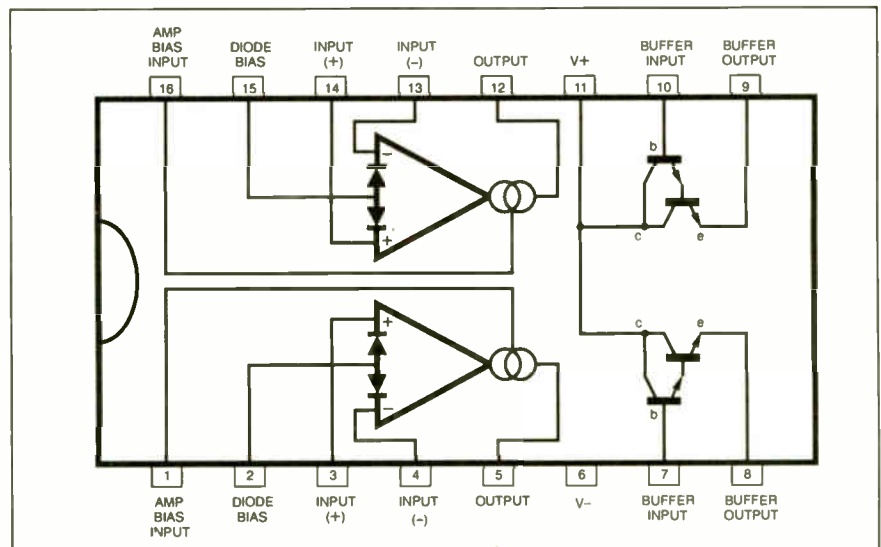 AMP
BIAS
INPUT
DIODE
BIAS
INPUT
(+)
INPUT
(−)
OUTPUT
V+
BUFFER
INPUT
BUFFER
OUTPUT
16
15
14
13
12
11
10
9
b
−
c
e
+
+
c
e
−
b
1
2
3
4
5
6
7
8
AMP
BIAS
INPUT
DIODE
BIAS
INPUT
(+)
INPUT
(−)
OUTPUT
V−
BUFFER
INPUT
BUFFER
OUTPUT